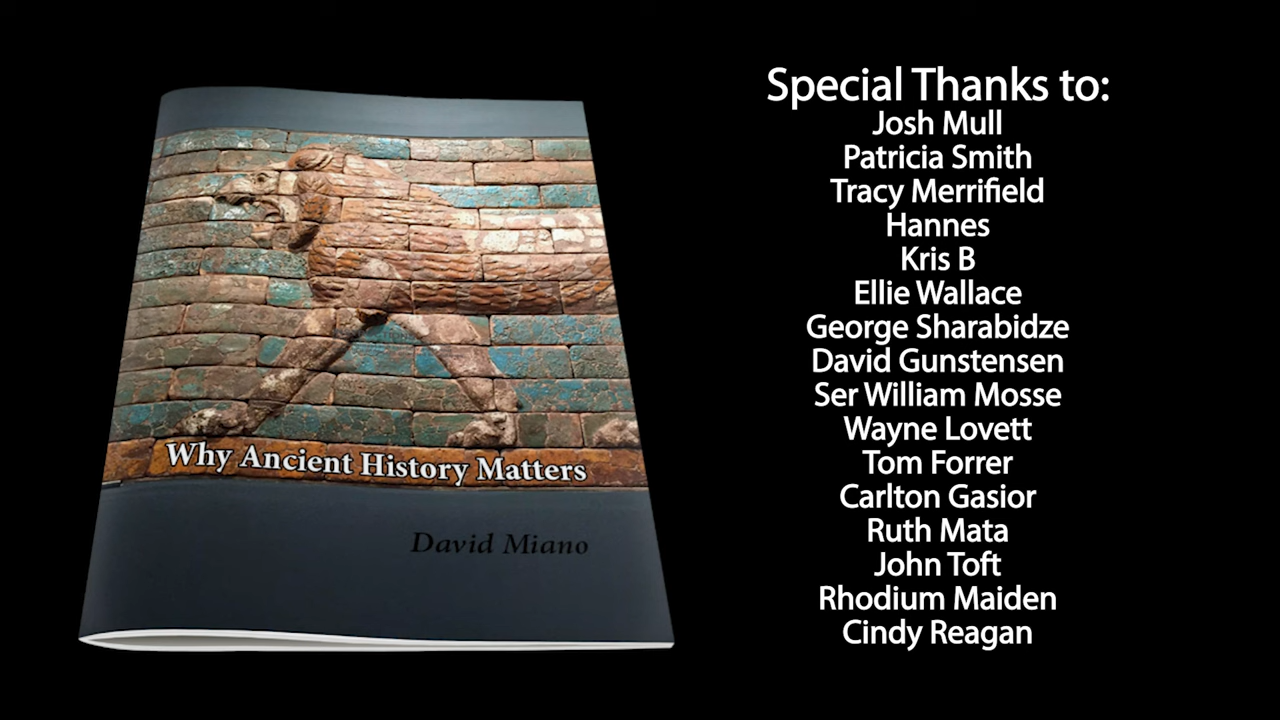 Why Ancient History Matters
David Miano
Special Thanks to:
Josh Mull
Patricia Smith
Tracy Merrifield
Hannes
Kris B
Ellie Wallace
George Sharabidze
David Gunstensen
Ser William Mosse
Wayne Lovett
Tom Forrer
Carlton Gasior
Ruth Mata
John Toft
Rhodium Maiden
Cindy Reagan